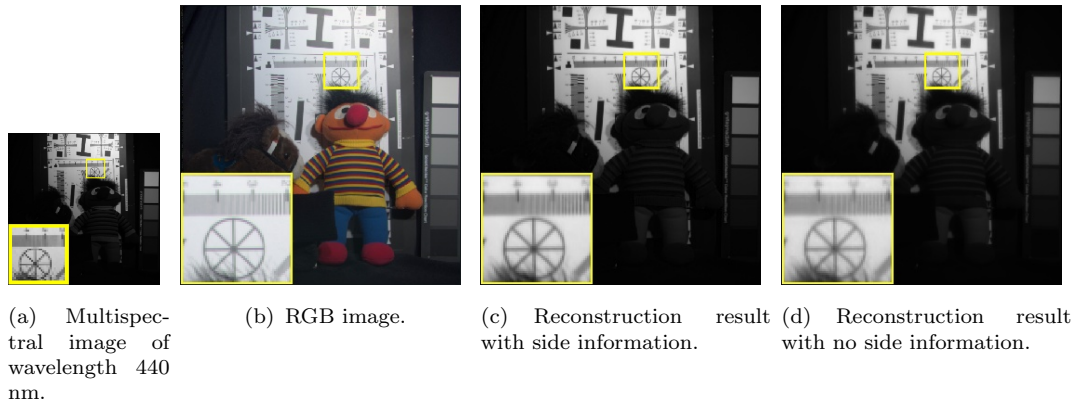 (a) Multispec-
tral image of
wavelength 440
nm.
(b) RGB image.
(c) Reconstruction result
with side information.
(d) Reconstruction result
with no side information.